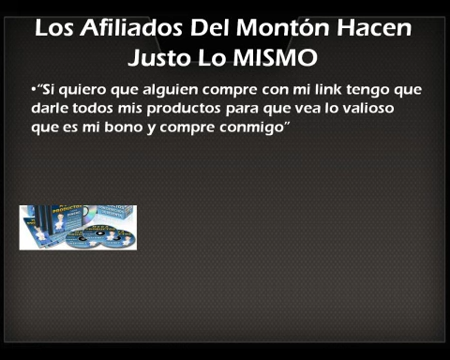 Los Afiliados Del Montón Hacen
Justo Lo MISMO
•"Si quiero que alguien compre con mi link tengo que
darle todos mis productos para que vea lo valioso
que es mi bono y compre conmigo"